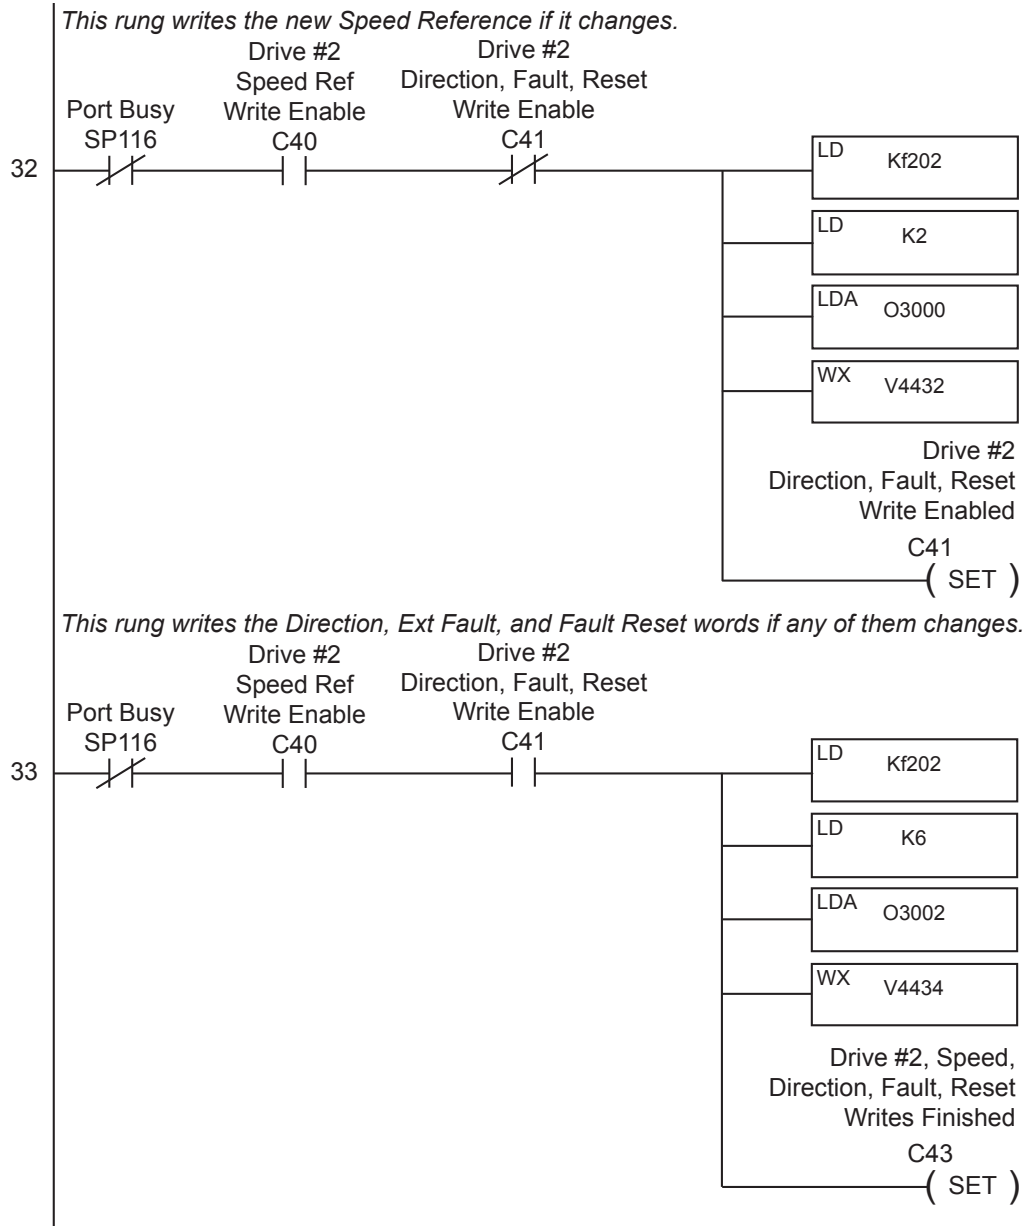 This rung writes the new Speed Reference if it changes.
Drive #2
Speed Ref
Write Enable
C40
Drive #2
Direction, Fault, Reset
Write Enable
C41
Port Busy
SP116
32
LD Kf202
LD K2
LDA O3000
WX V4432
Drive #2
Direction, Fault, Reset
Write Enabled
C41
( SET )
This rung writes the Direction, Ext Fault, and Fault Reset words if any of them changes.
Drive #2
Speed Ref
Write Enable
C40
Drive #2
Direction, Fault, Reset
Write Enable
C41
Port Busy
SP116
33
LD Kf202
LD K6
LDA O3002
WX V4434
Drive #2, Speed,
Direction, Fault, Reset
Writes Finished
C43
( SET )